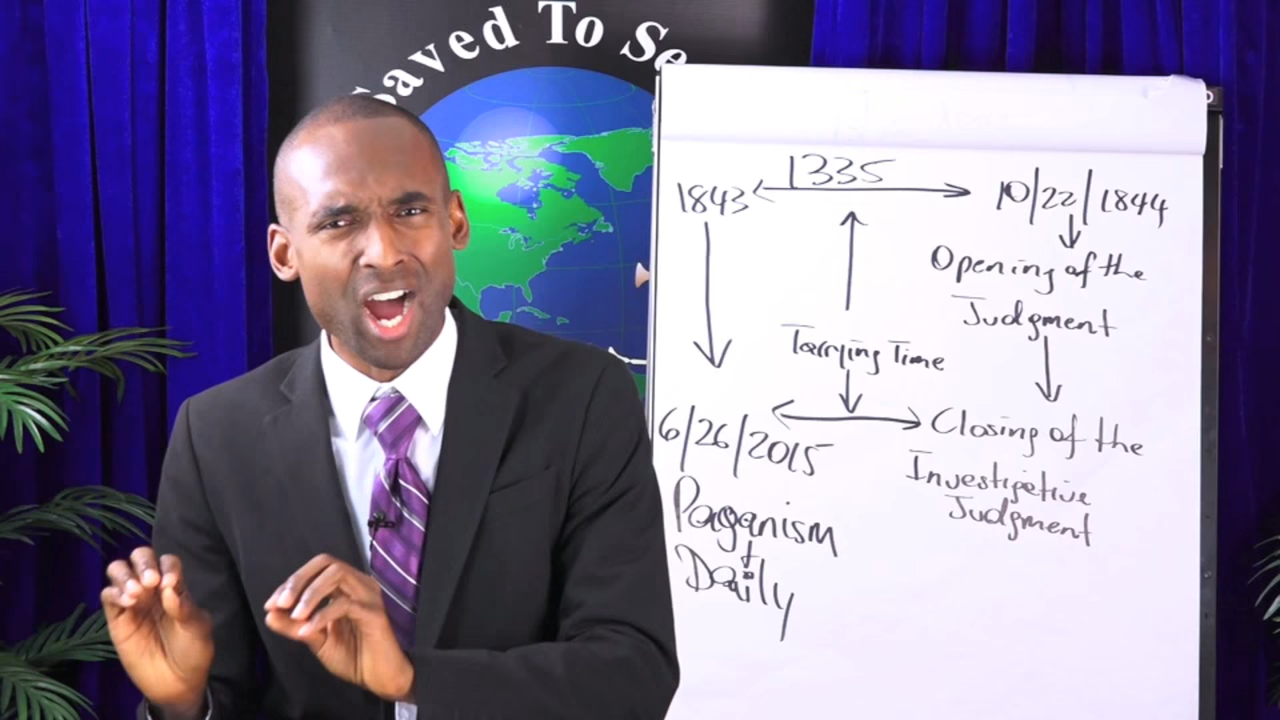 Saved To Se
1335
1843
10/22/1844
Opening of the
Judgment
Tarrying Time
6/26/2015
Closing of the
Investigative
Judgment
Paganism
Daily